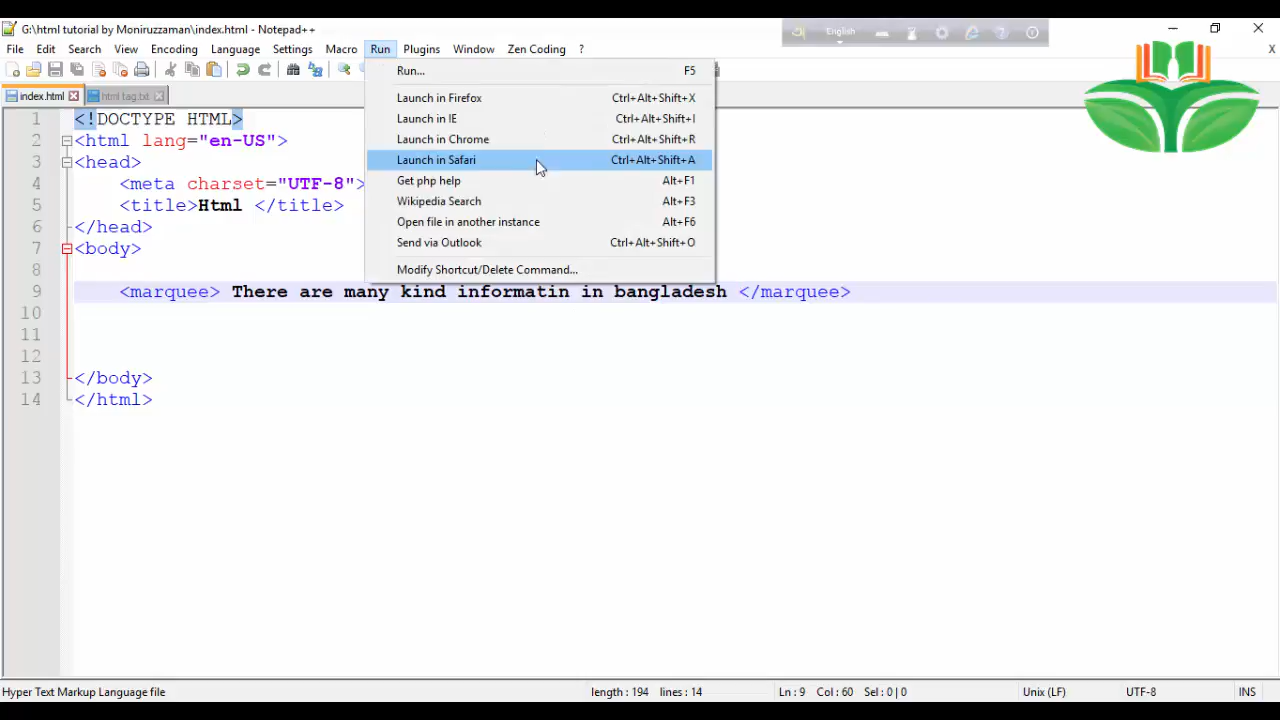 G:\html tutorial by Moniruzzaman\index.html - Notepad++
English
File Edit Search View Encoding Language Settings Macro Run Plugins Window Zen Coding ? X
index.html html tag.txt
Run... F5
Launch in Firefox Ctrl+Alt+Shift+X
Launch in IE Ctrl+Alt+Shift+I
Launch in Chrome Ctrl+Alt+Shift+R
Launch in Safari Ctrl+Alt+Shift+A
Get php help Alt+F1
Wikipedia Search Alt+F3
Open file in another instance Alt+F6
Send via Outlook Ctrl+Alt+Shift+O
Modify Shortcut/Delete Command...
1 <!DOCTYPE HTML>
2 <html lang="en-US">
3 <head>
4 <meta charset="UTF-8">
5 <title>Html </title>
6 </head>
7 <body>
8
9 <marquee> There are many kind informatin in bangladesh </marquee>
10
11
12
13 </body>
14 </html>
Hyper Text Markup Language file length : 194 lines : 14 Ln : 9 Col : 60 Sel : 0 | 0 Unix (LF) UTF-8 INS